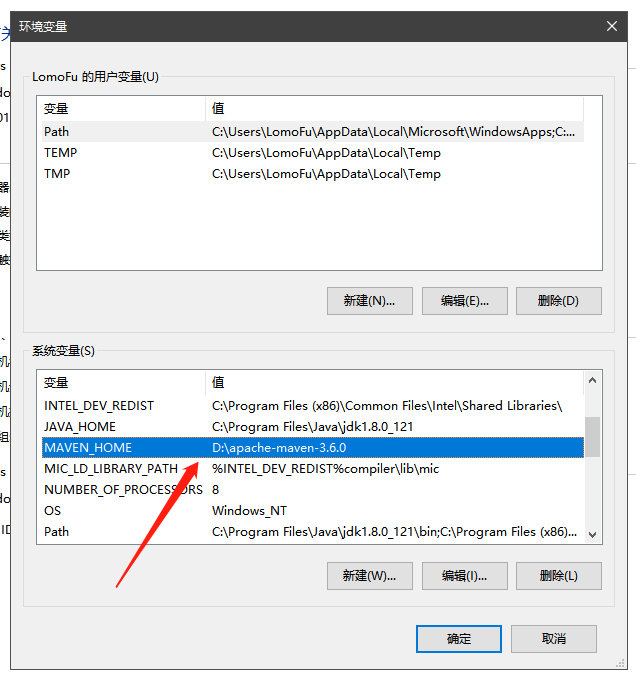 环境变量
LomoFu 的用户变量(U)
变量 值
Path C:\Users\LomoFu\AppData\Local\Microsoft\WindowsApps;C:...
TEMP C:\Users\LomoFu\AppData\Local\Temp
TMP C:\Users\LomoFu\AppData\Local\Temp
新建(N)... 编辑(E)... 删除(D)
系统变量(S)
变量 值
INTEL_DEV_REDIST C:\Program Files (x86)\Common Files\Intel\Shared Libraries\
JAVA_HOME C:\Program Files\Java\jdk1.8.0_121
MAVEN_HOME D:\apache-maven-3.6.0
MIC_LD_LIBRARY_PATH %INTEL_DEV_REDIST%compiler\lib\mic
NUMBER_OF_PROCESSORS 8
OS Windows_NT
Path C:\Program Files\Java\jdk1.8.0_121\bin;C:\Program Files (x86)...
新建(W)... 编辑(I)... 删除(L)
确定 取消